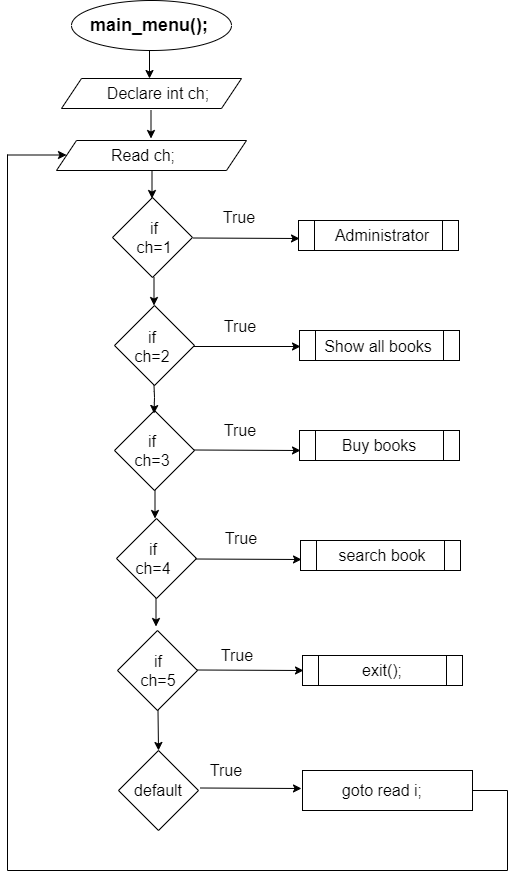 main_menu();
Declare int ch;
Read ch;
if
ch=1
True
Administrator
if
ch=2
True
Show all books
if
ch=3
True
Buy books
if
ch=4
True
search book
if
ch=5
True
exit();
default
True
goto read i;